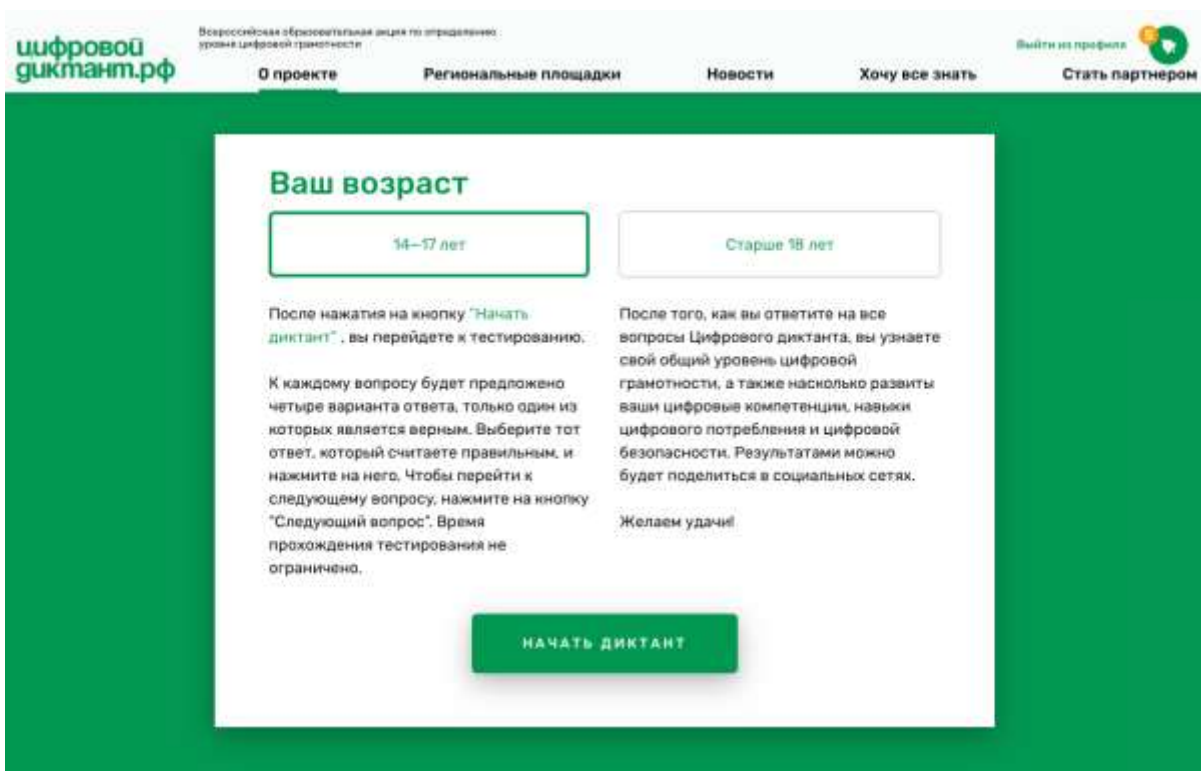 цифровой
диктант.рф
Всероссийская образовательная акция по определению
уровня цифровой грамотности
Выйти из профиля
О проекте
Региональные площадки
Новости
Хочу все знать
Стать партнером
Ваш возраст
14—17 лет
Старше 18 лет
После нажатия на кнопку "Начать
диктант" , вы перейдете к тестированию.
К каждому вопросу будет предложено
четыре варианта ответа, только один из
которых является верным. Выберите тот
ответ, который считаете правильным, и
нажмите на него. Чтобы перейти к
следующему вопросу, нажмите на кнопку
"Следующий вопрос". Время
прохождения тестирования не
ограничено.
После того, как вы ответите на все
вопросы Цифрового диктанта, вы узнаете
свой общий уровень цифровой
грамотности, а также насколько развиты
ваши цифровые компетенции, навыки
цифрового потребления и цифровой
безопасности. Результатами можно
будет поделиться в социальных сетях.
Желаем удачи!
НАЧАТЬ ДИКТАНТ